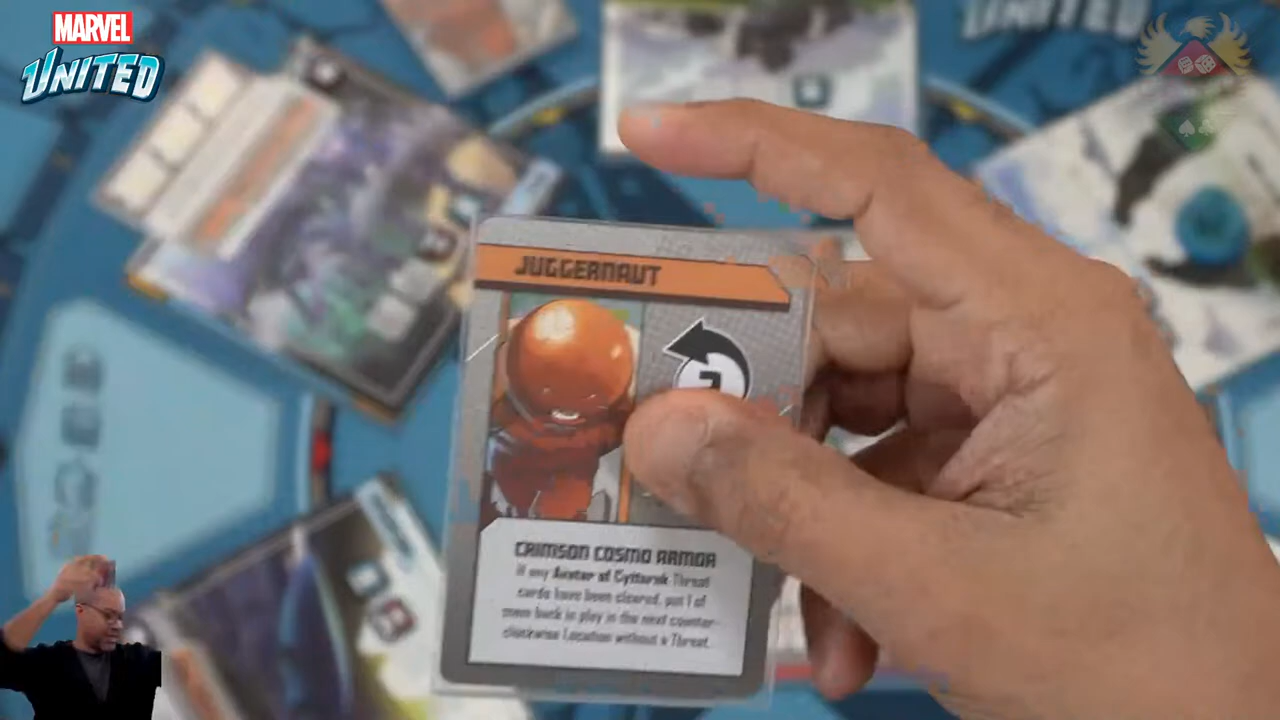 MARVEL
UNITED
UNITED
JUGGERNAUT
CRIMSON COSMO ARMOR
If any Avatar of Cyttorak Threat
cards have been cleared, put 1 of
them back in play in the next counter-
clockwise Location without a Threat.